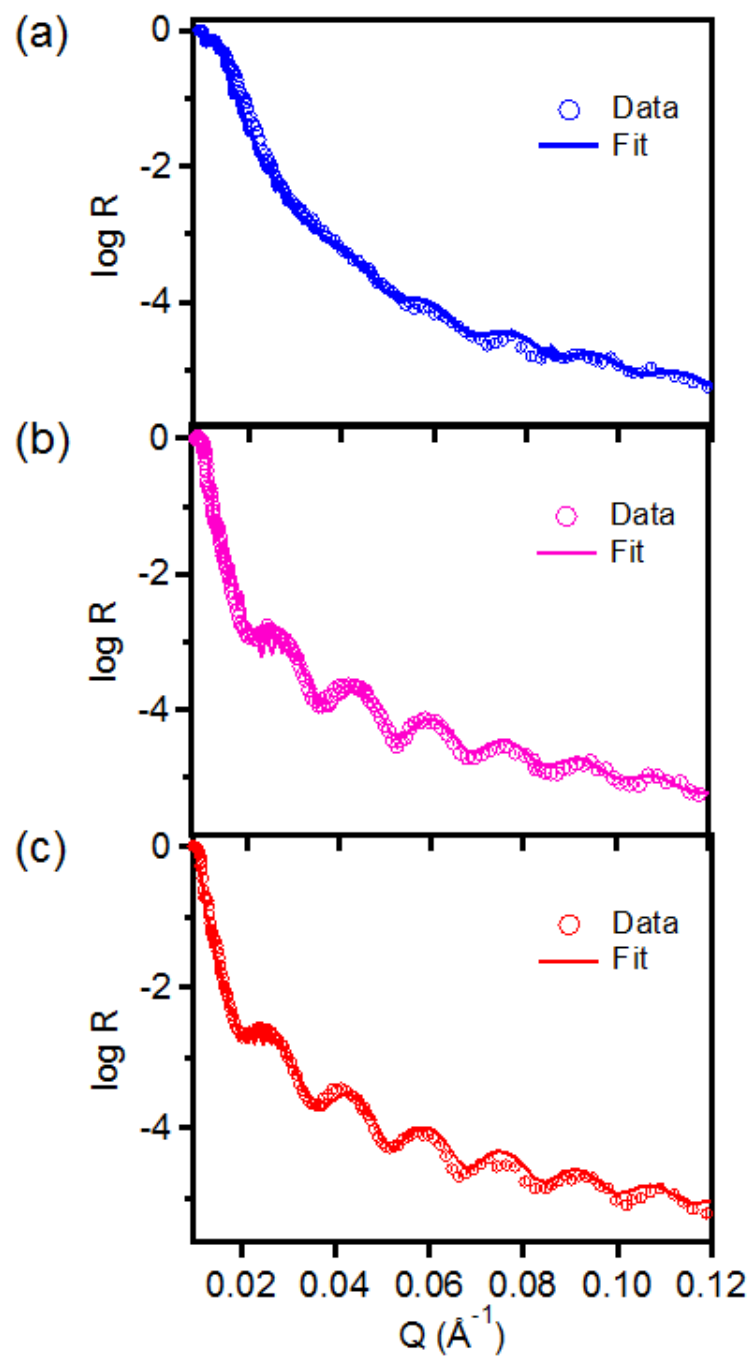 (a)
0
-2
-4
log R
Data
Fit
(b)
0
-2
-4
log R
Data
Fit
(c)
0
-2
-4
log R
Data
Fit
0.02 0.04 0.06 0.08 0.10 0.12
Q (Å⁻¹)